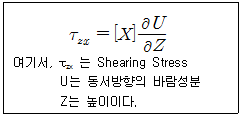 τzx = [X] ∂U/∂Z
여기서, τzx 는 Shearing Stress
U는 동서방향의 바람성분
Z는 높이이다.